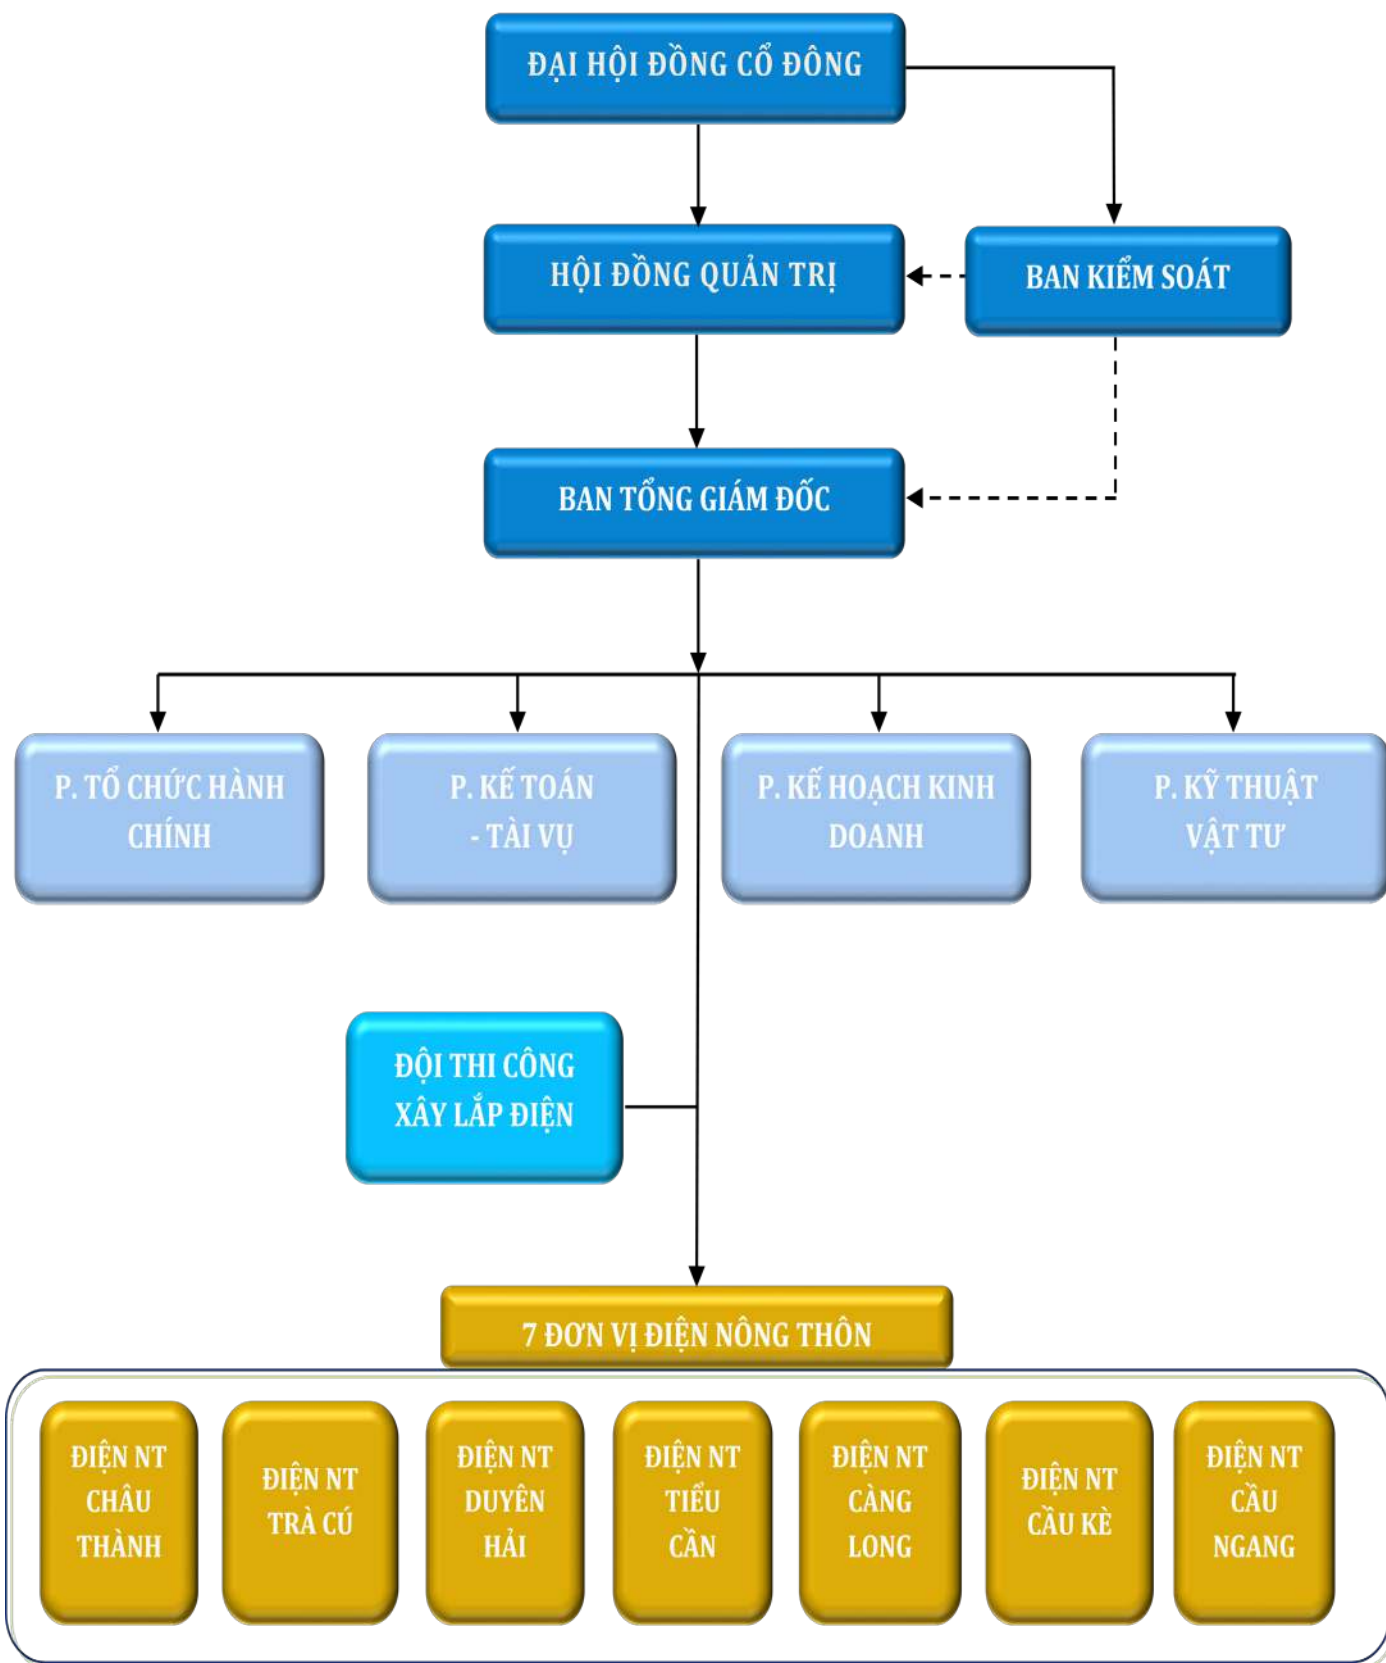 ĐẠI HỘI ĐỒNG CỔ ĐÔNG
HỘI ĐỒNG QUẢN TRỊ
BAN KIỂM SOÁT
BAN TỔNG GIÁM ĐỐC
P. TỔ CHỨC HÀNH
CHÍNH
P. KẾ TOÁN
- TÀI VỤ
P. KẾ HOẠCH KINH
DOANH
P. KỸ THUẬT
VẬT TƯ
ĐỘI THI CÔNG
XÂY LẮP ĐIỆN
7 ĐƠN VỊ ĐIỆN NÔNG THÔN
ĐIỆN NT
CHÂU
THÀNH
ĐIỆN NT
TRÀ CÚ
ĐIỆN NT
DUYÊN
HẢI
ĐIỆN NT
TIỂU
CẦN
ĐIỆN NT
CÀNG
LONG
ĐIỆN NT
CẦU KÈ
ĐIỆN NT
CẦU
NGANG